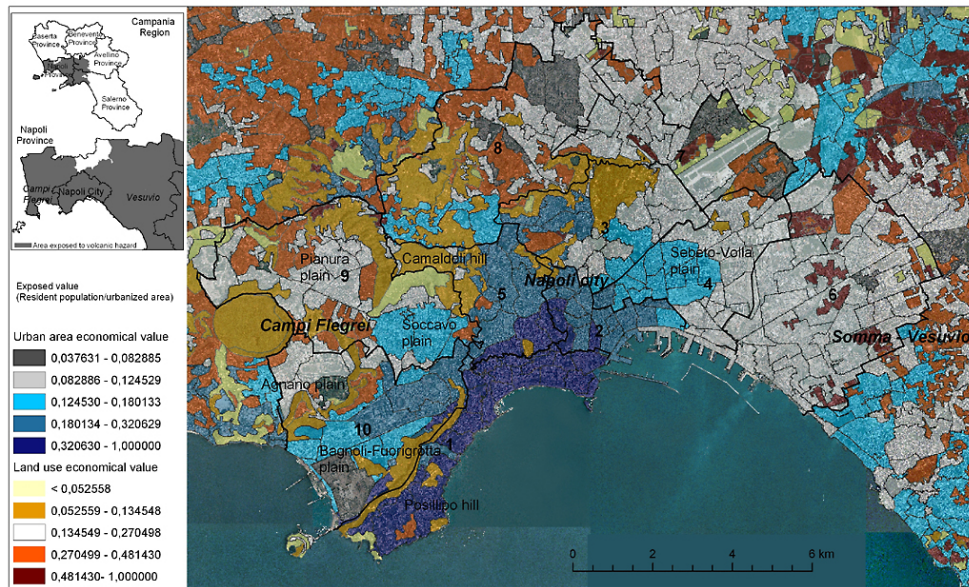 Campania
Region
Caserta
Province
Benevento
Province
Avellino
Province
Province
Salerno
Province
Napoli
Province
Campi
Flegrei
Napoli City
Vesuvio
Area exposed to volcanic hazard
Exposed value
(Resident population/urbanized area)
Urban area economical value
0,037631 - 0,082885
0,082886 - 0,124529
0,124530 - 0,180133
0,180134 - 0,320629
0,320630 - 1,000000
Land use economical value
< 0,052558
0,052559 - 0,134548
0,134549 - 0,270498
0,270499 - 0,481430
0,481430- 1,000000
8
7
3
Pianura
plain 9
Camaldoli hill
Sebeto-Volla
plain
4
Napoli city
5
6
Campi Flegrei
Soccavo
plain
2
Somma - Vesuvio
Agnano plain
10
Bagnoli-Fuorigrotta
plain
1
Posillipo hill
0 2 4 6 km